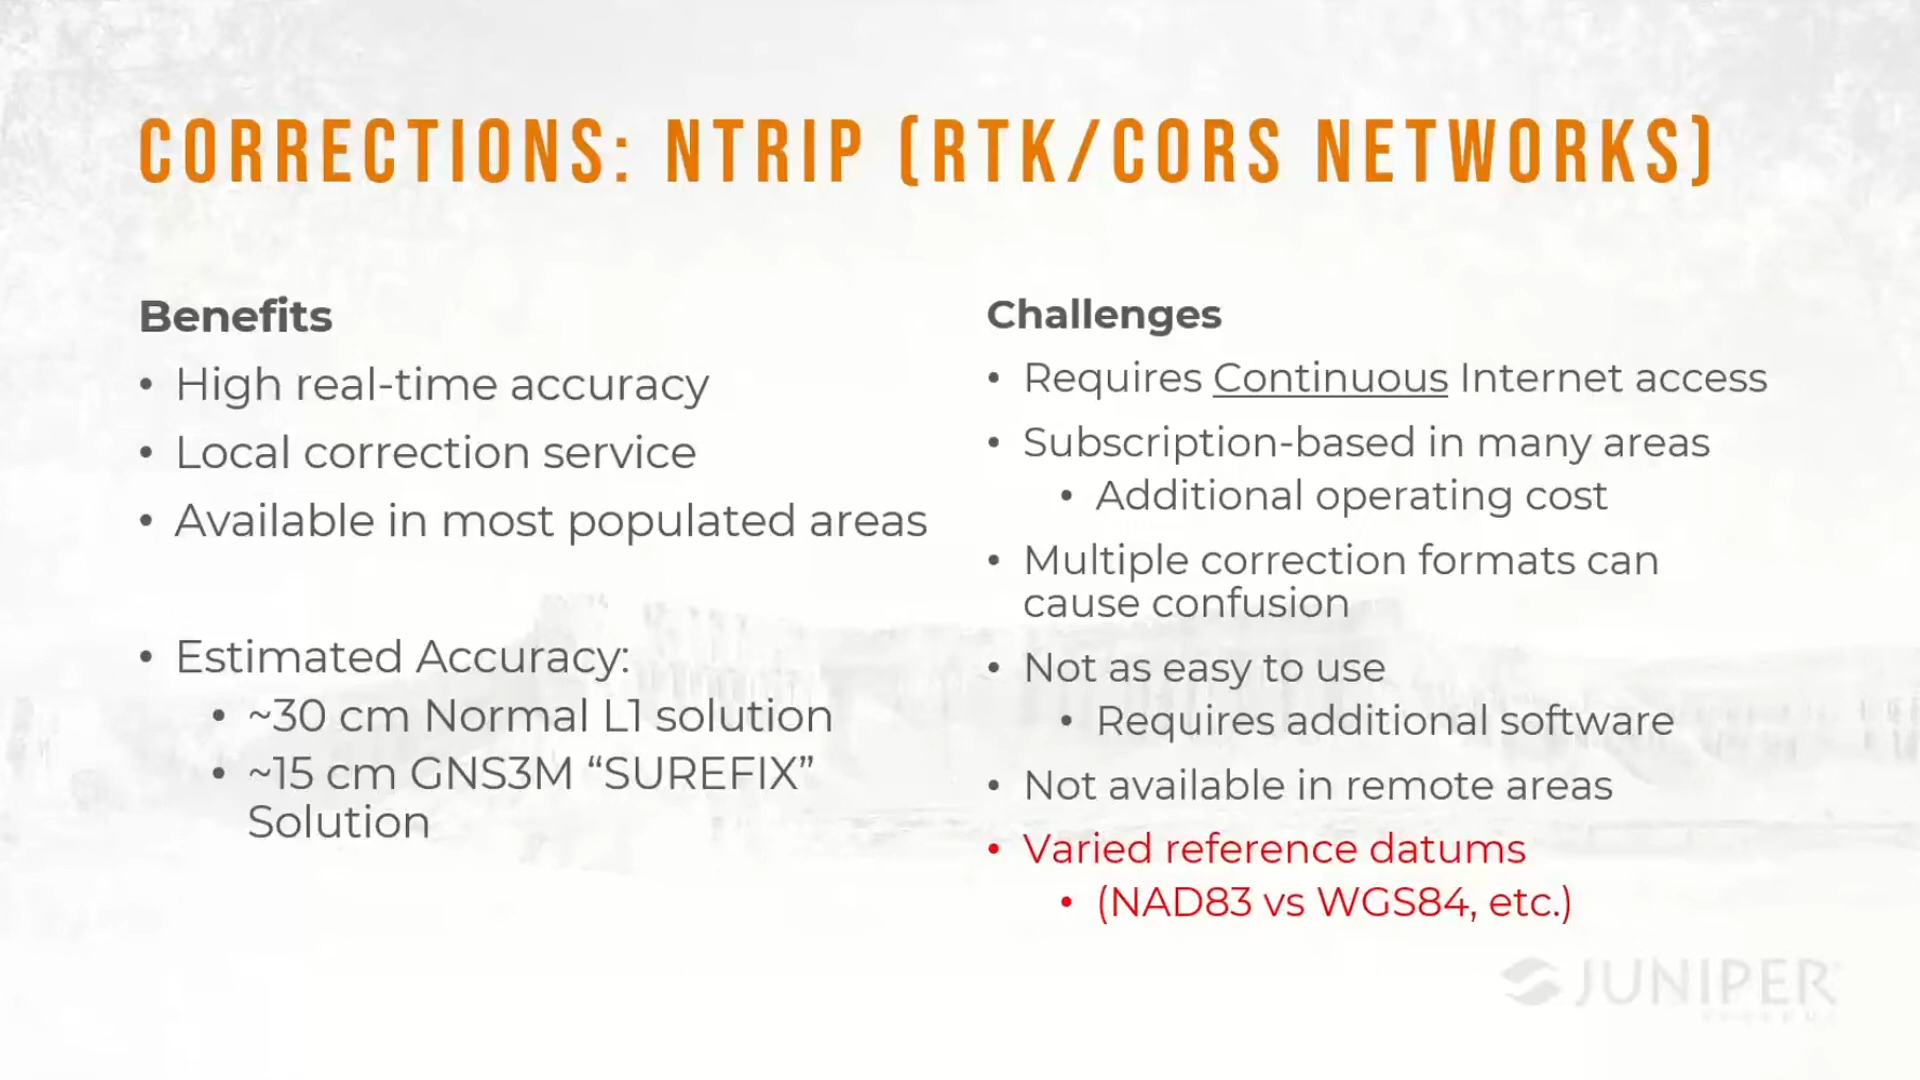 CORRECTIONS: NTRIP (RTK/CORS NETWORKS)
Benefits
• High real-time accuracy
• Local correction service
• Available in most populated areas
• Estimated Accuracy:
• ~30 cm Normal L1 solution
• ~15 cm GNS3M “SUREFIX”
Solution
Challenges
• Requires Continuous Internet access
• Subscription-based in many areas
• Additional operating cost
• Multiple correction formats can
cause confusion
• Not as easy to use
• Requires additional software
• Not available in remote areas
• Varied reference datums
• (NAD83 vs WGS84, etc.)
JUNIPER